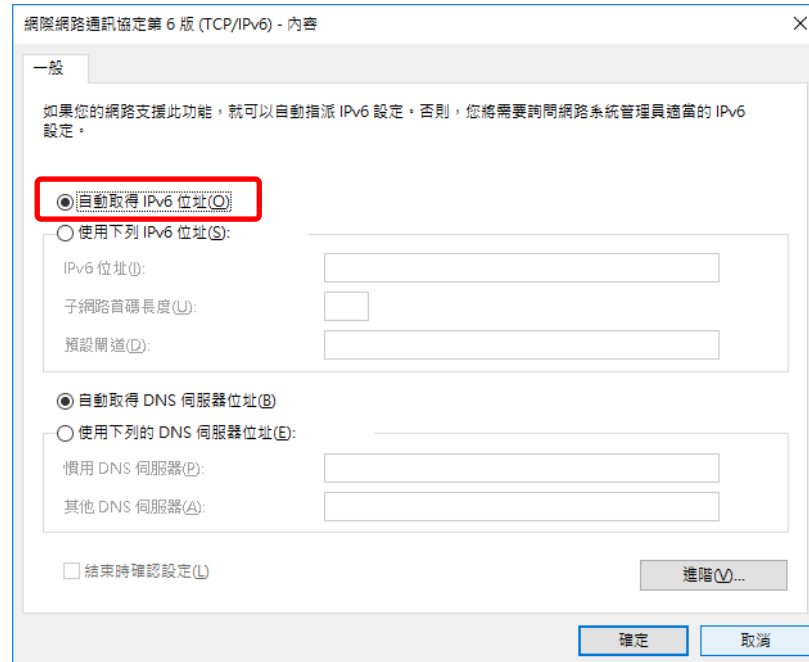 網際網路通訊協定第 6 版 (TCP/IPv6) - 內容
一般
如果您的網路支援此功能，就可以自動指派 IPv6 設定。否則，您將需要詢問網路系統管理員適當的 IPv6
設定。
自動取得 IPv6 位址(O)
使用下列 IPv6 位址(S):
IPv6 位址(I):
子網路首碼長度(U):
預設閘道(D):
自動取得 DNS 伺服器位址(B)
使用下列的 DNS 伺服器位址(E):
慣用 DNS 伺服器(P):
其他 DNS 伺服器(A):
結束時確認設定(L)
進階(V)...
確定
取消